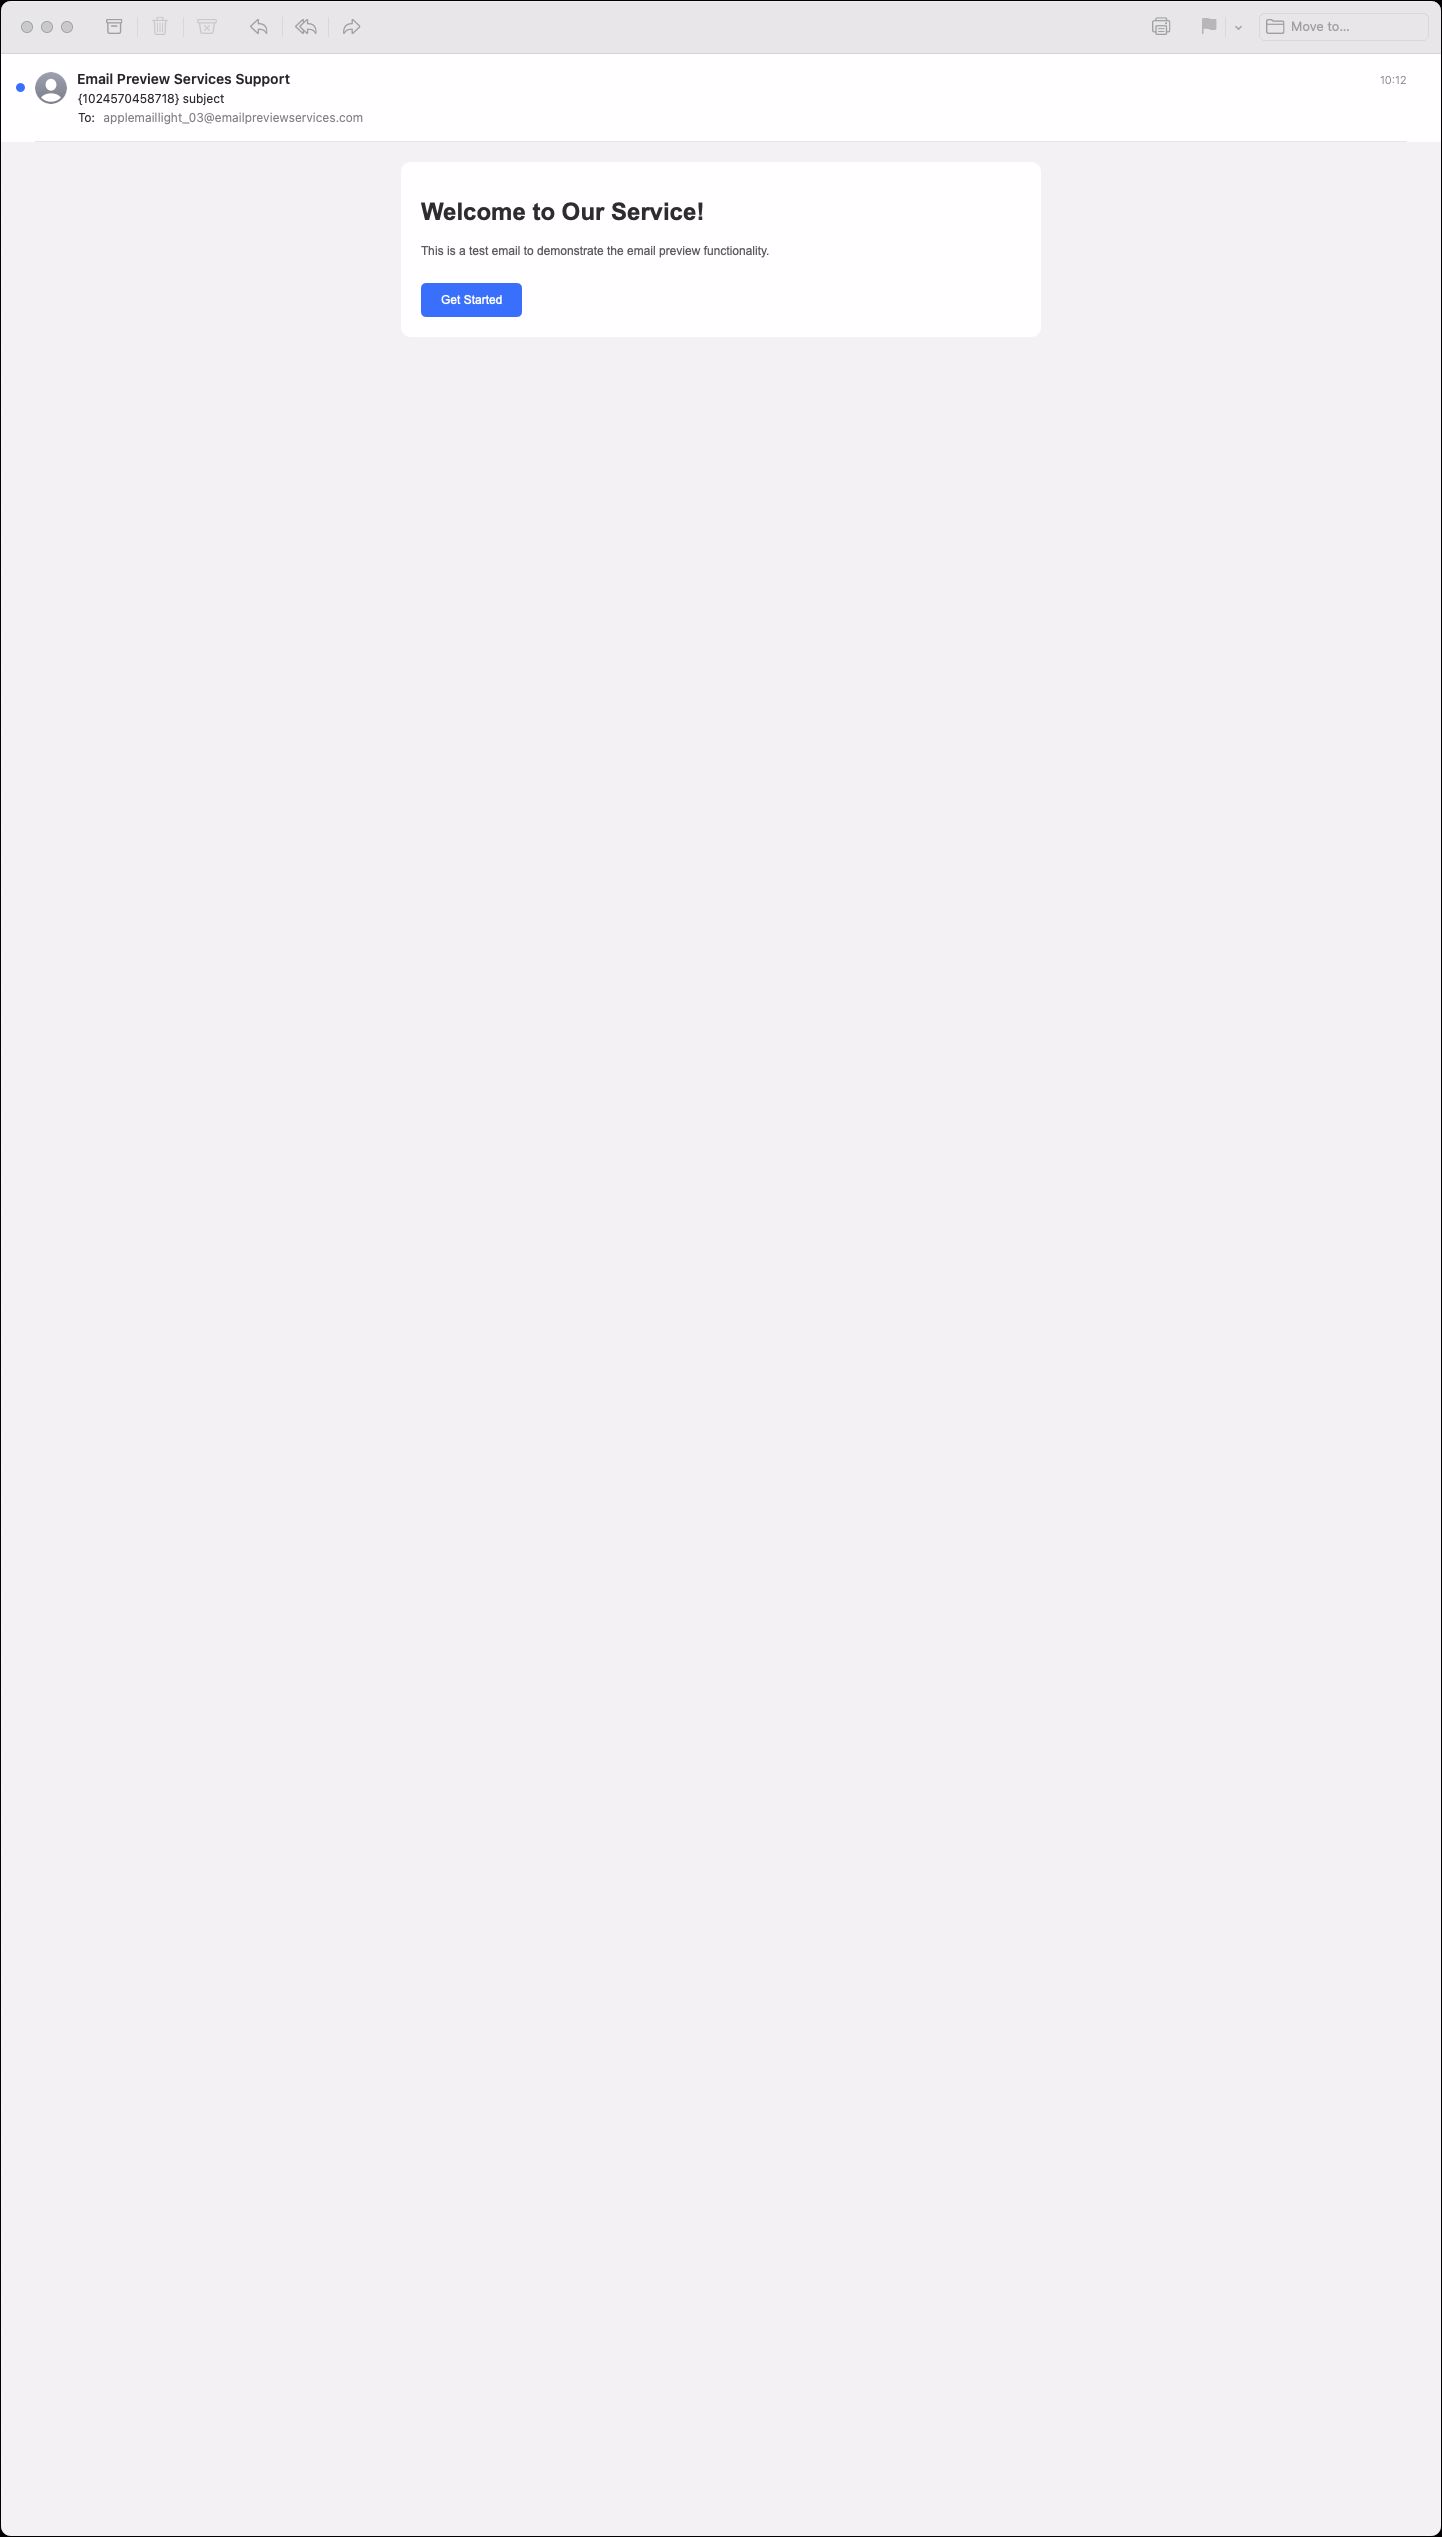 Move to...
Email Preview Services Support
10:12
{1024570458718} subject
To: applemaillight_03@emailpreviewservices.com
Welcome to Our Service!
This is a test email to demonstrate the email preview functionality.
Get Started